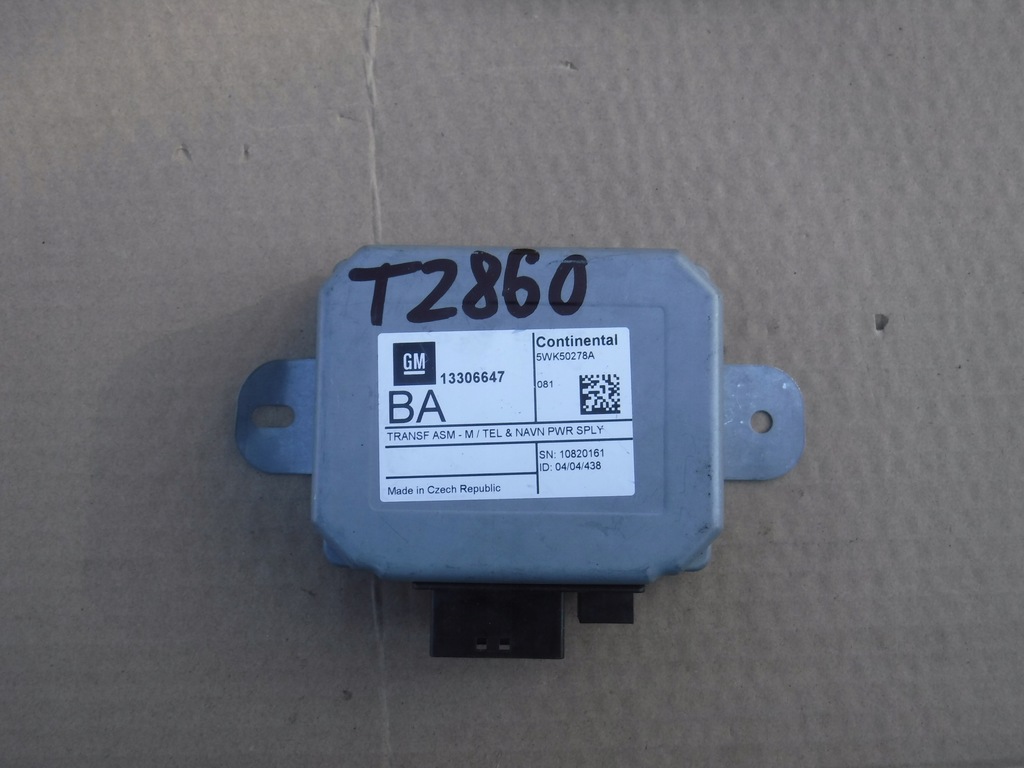 T2860
GM 13306647
BA
Continental
5WK50278A
081
TRANSF ASM - M / TEL & NAVN PWR SPLY
SN: 10820161
ID: 04/04/438
Made in Czech Republic